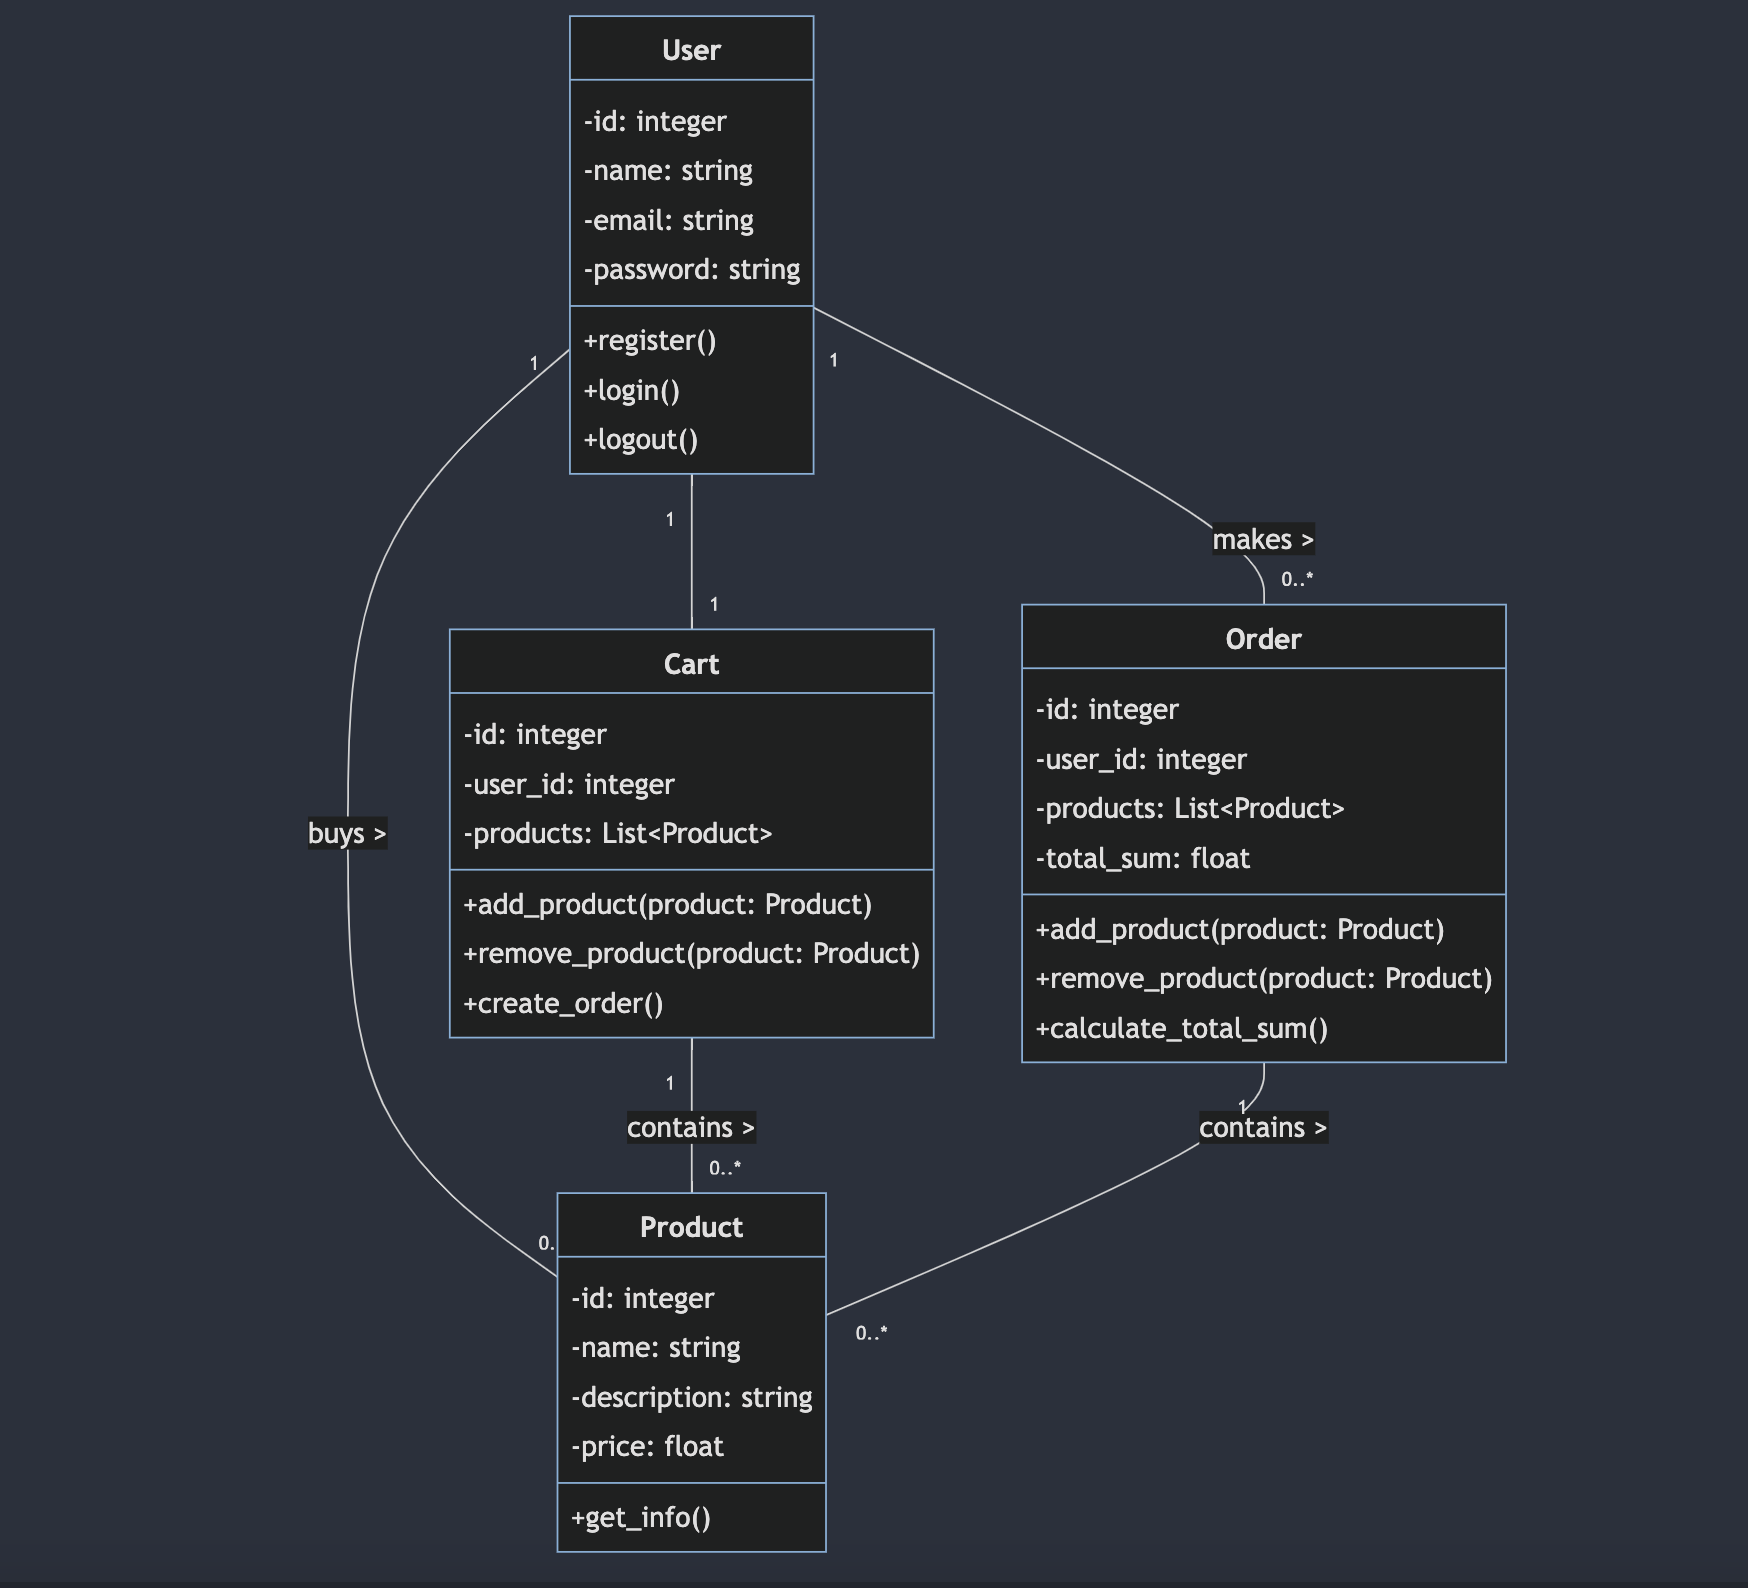 User
-id: integer
-name: string
-email: string
-password: string
+register()
+login()
+logout()
1
1
1
1
makes >
0..*
Cart
-id: integer
-user_id: integer
-products: List<Product>
+add_product(product: Product)
+remove_product(product: Product)
+create_order()
Order
-id: integer
-user_id: integer
-products: List<Product>
-total_sum: float
+add_product(product: Product)
+remove_product(product: Product)
+calculate_total_sum()
buys >
1
contains >
0..*
1
contains >
0.
0..*
Product
-id: integer
-name: string
-description: string
-price: float
+get_info()